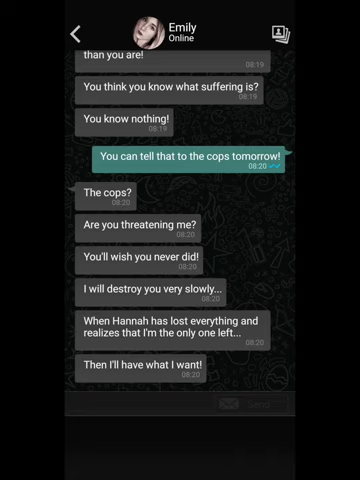 Emily
Online
than you are!
08:19
You think you know what suffering is?
08:19
You know nothing!
08:19
You can tell that to the cops tomorrow!
08:20
The cops?
08:20
Are you threatening me?
08:20
You'll wish you never did!
08:20
I will destroy you very slowly...
08:20
When Hannah has lost everything and
realizes that I'm the only one left...
08:20
Then I'll have what I want!
08:20
Send